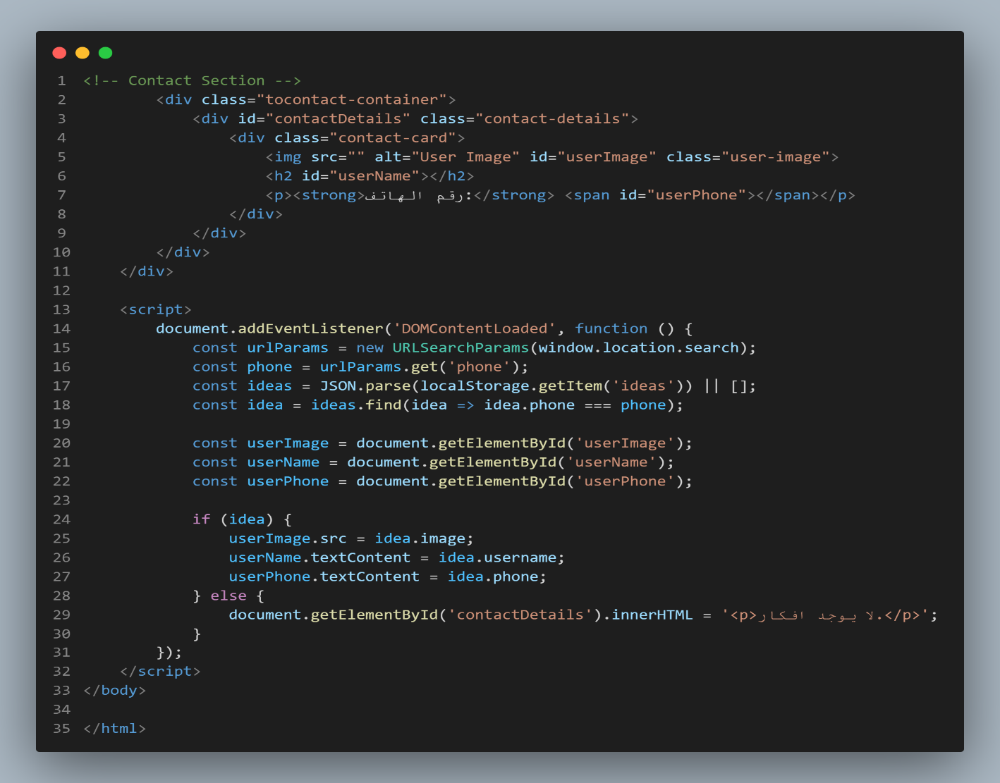 1 <!-- Contact Section -->
2         <div class="tocontact-container">
3             <div id="contactDetails" class="contact-details">
4                 <div class="contact-card">
5                     <img src="" alt="User Image" id="userImage" class="user-image">
6                     <h2 id="userName"></h2>
7                     <p><strong>رقم الهاتف:</strong> <span id="userPhone"></span></p>
8                 </div>
9             </div>
10         </div>
11     </div>
12
13     <script>
14         document.addEventListener('DOMContentLoaded', function () {
15             const urlParams = new URLSearchParams(window.location.search);
16             const phone = urlParams.get('phone');
17             const ideas = JSON.parse(localStorage.getItem('ideas')) || [];
18             const idea = ideas.find(idea => idea.phone === phone);
19
20             const userImage = document.getElementById('userImage');
21             const userName = document.getElementById('userName');
22             const userPhone = document.getElementById('userPhone');
23
24             if (idea) {
25                 userImage.src = idea.image;
26                 userName.textContent = idea.username;
27                 userPhone.textContent = idea.phone;
28             } else {
29                 document.getElementById('contactDetails').innerHTML = '<p>لا يوجد افكار.</p>';
30             }
31         });
32     </script>
33 </body>
34
35 </html>